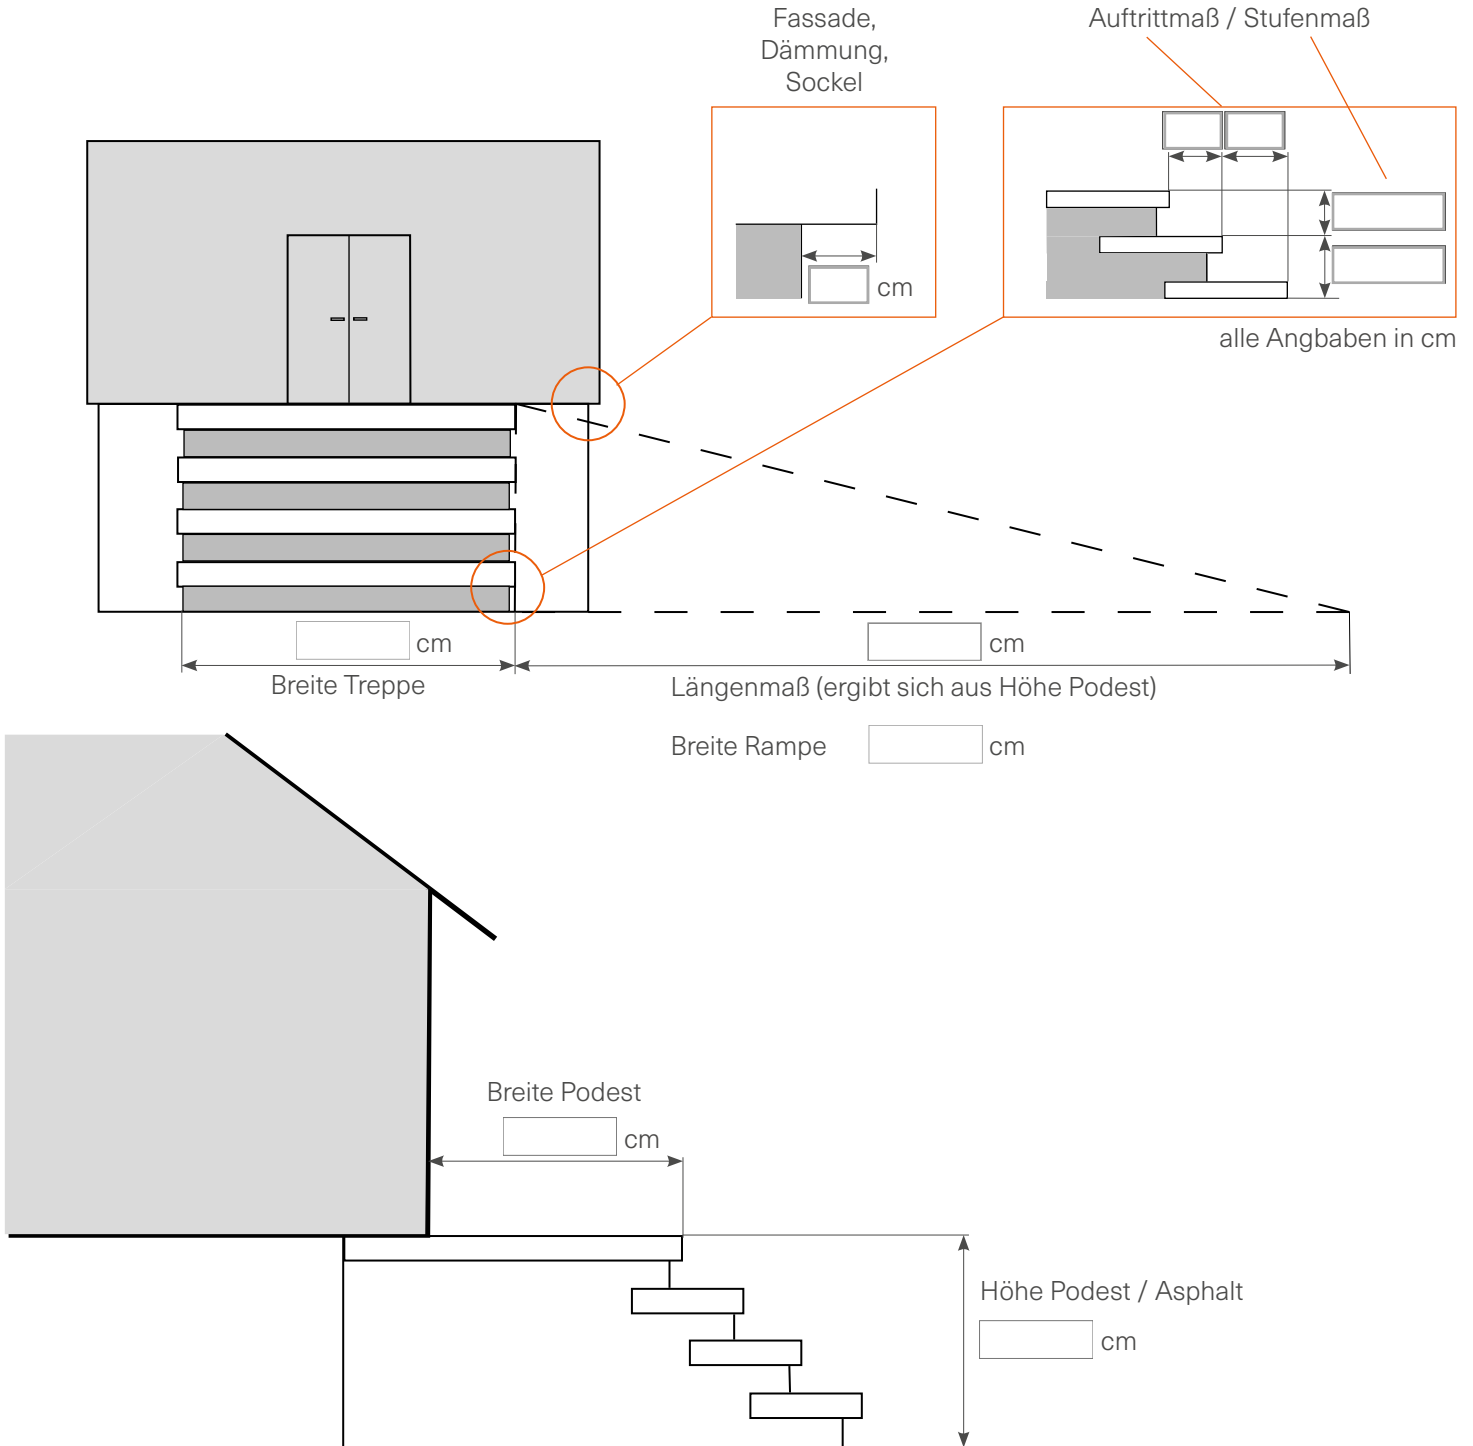 Fassade,
Dämmung,
Sockel
Auftrittmaß / Stufenmaß
cm
alle Angbaben in cm
cm
cm
Breite Treppe
Längenmaß (ergibt sich aus Höhe Podest)
Breite Rampe
cm
Breite Podest
cm
Höhe Podest / Asphalt
cm